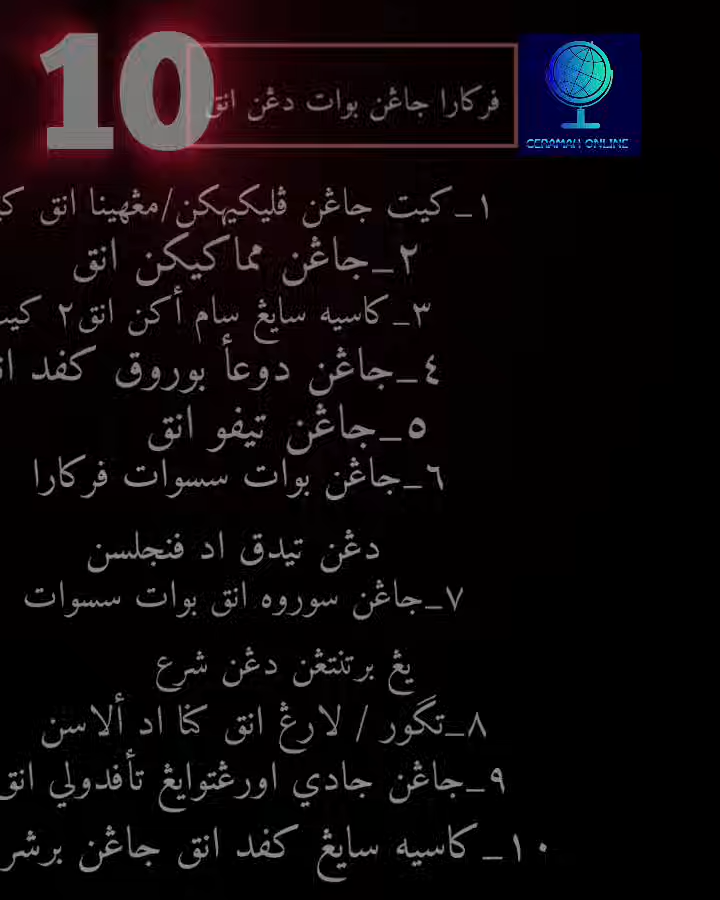 10
فركارا جاڠن بوات دڠن انق
CERAMAH ONLINE
١_كيت جاڠن ڤليكيهكن/مڠهينا انق
٢_جاڠن مماكيكن انق
٣_كاسيه سايڠ سام أكن انق٢
٤_جاڠن دوعأ بوروق كفد
٥_جاڠن تيفو انق
٦_جاڠن بوات سسوات فركارا
دڠن تيدق اد فنجلسن
٧_جاڠن سوروه انق بوات سسوات
يڠ برتنتڠن دڠن شرع
٨_تگور / لارڠ انق كنا اد ألاسن
٩_جاڠن جادي اورڠتوايڠ تأفدولي انق
١٠_كاسيه سايڠ كفد انق جاڠن